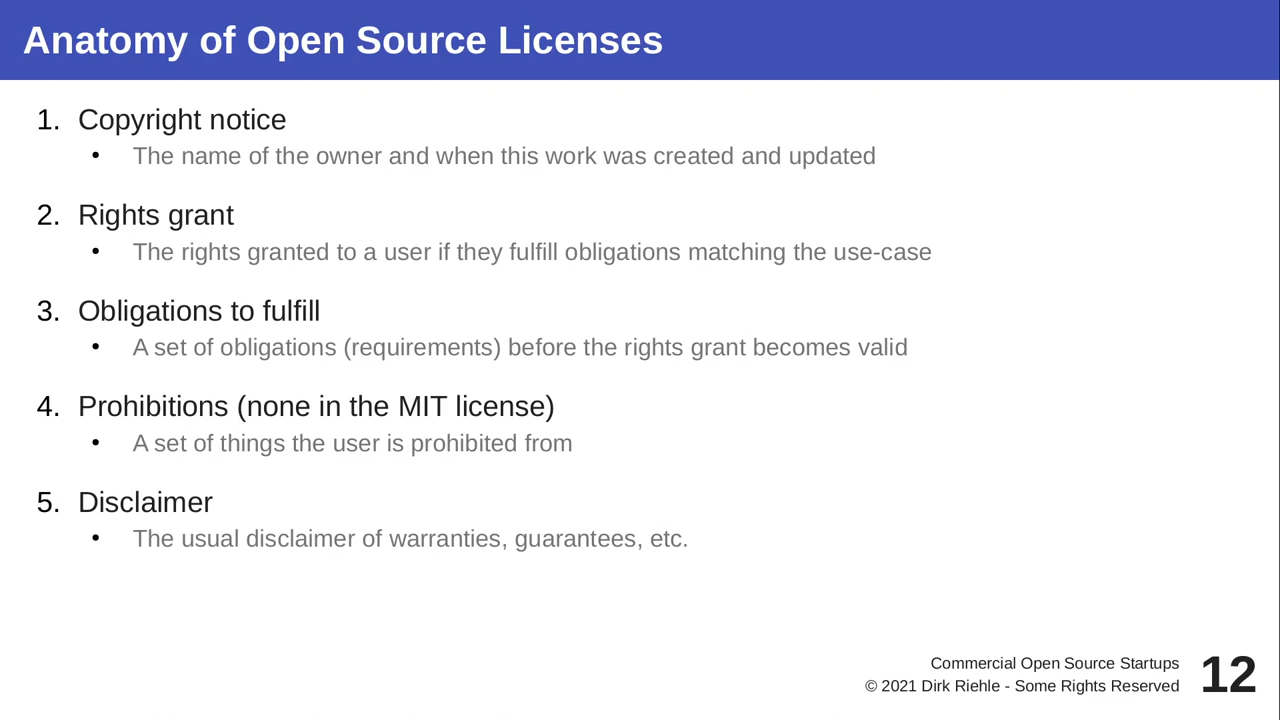 Anatomy of Open Source Licenses
1. Copyright notice
• The name of the owner and when this work was created and updated
2. Rights grant
• The rights granted to a user if they fulfill obligations matching the use-case
3. Obligations to fulfill
• A set of obligations (requirements) before the rights grant becomes valid
4. Prohibitions (none in the MIT license)
• A set of things the user is prohibited from
5. Disclaimer
• The usual disclaimer of warranties, guarantees, etc.
Commercial Open Source Startups
© 2021 Dirk Riehle - Some Rights Reserved
12